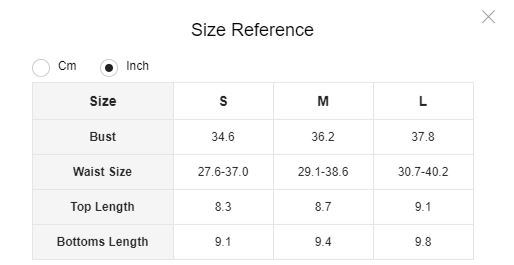 Size Reference
Cm Inch
Size S M L
Bust 34.6 36.2 37.8
Waist Size 27.6-37.0 29.1-38.6 30.7-40.2
Top Length 8.3 8.7 9.1
Bottoms Length 9.1 9.4 9.8